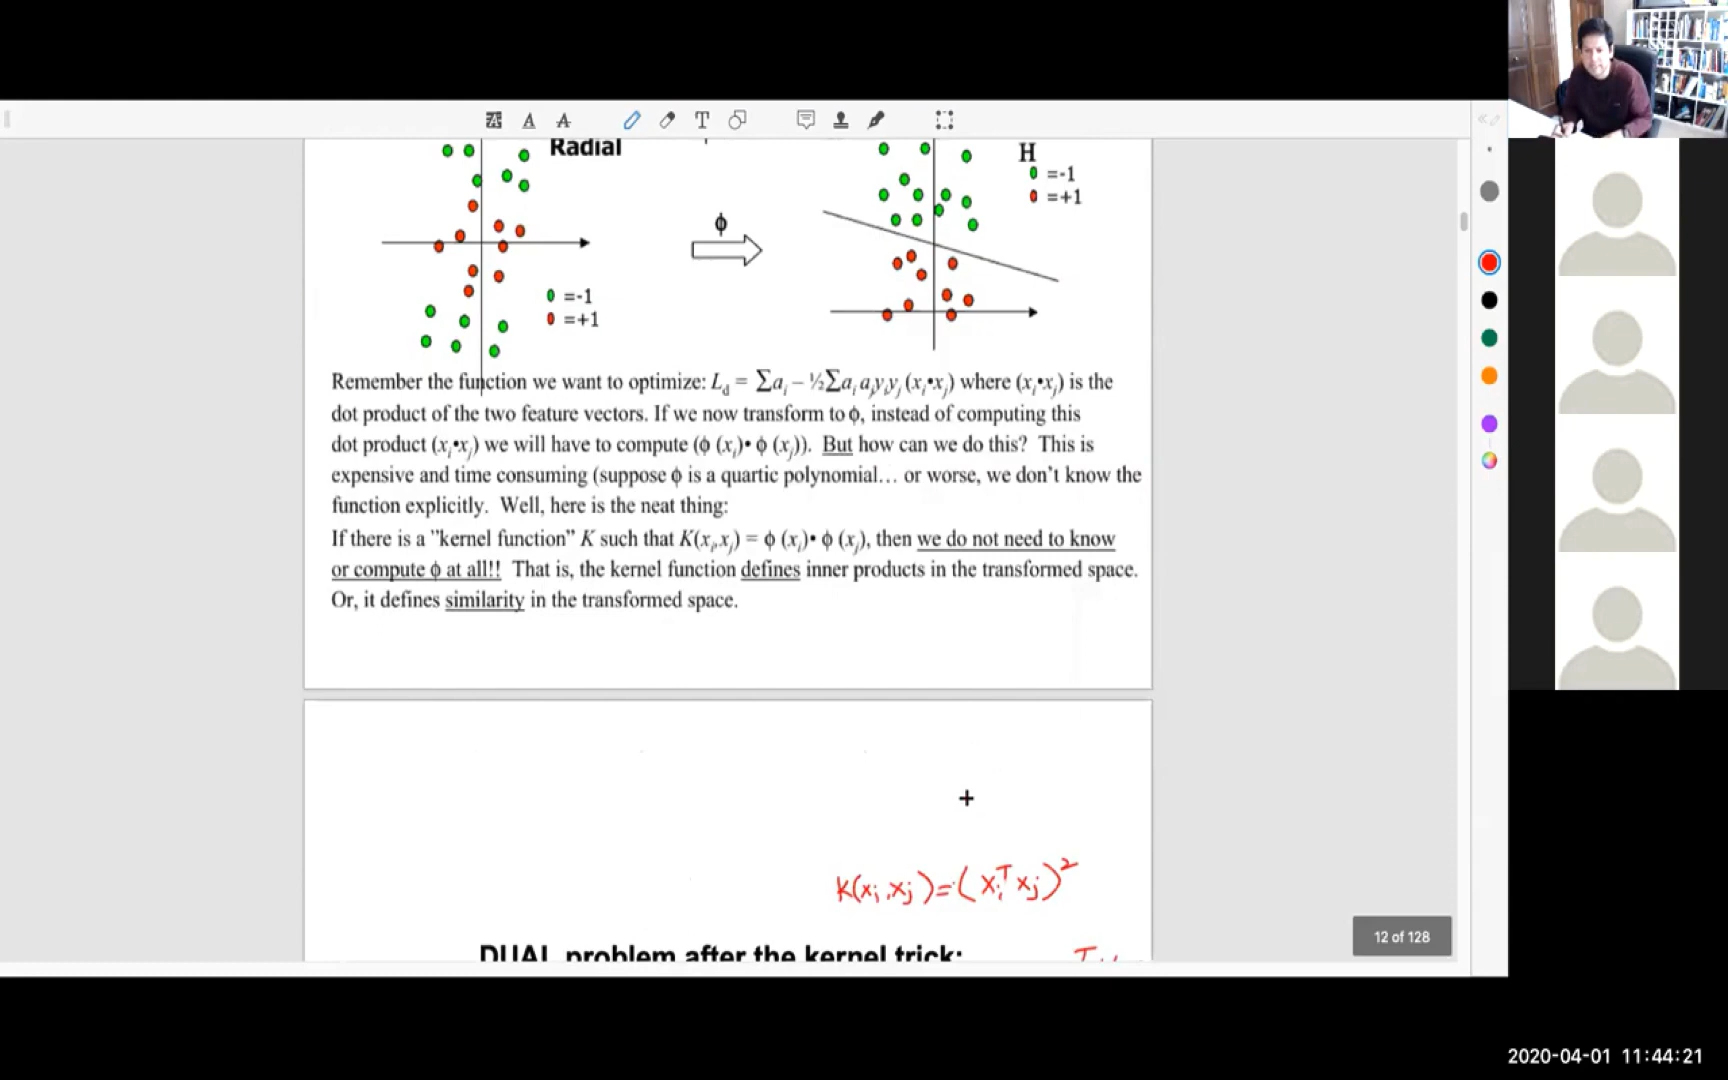 Radial
H
=-1
=+1
ϕ
=-1
=+1
Remember the function we want to optimize: L_d = ∑a_i – ½∑a_i a_j y_i y_j (x_i•x_j) where (x_i•x_j) is the
dot product of the two feature vectors. If we now transform to ϕ, instead of computing this
dot product (x_i•x_j) we will have to compute (ϕ (x_i)• ϕ (x_j)). But how can we do this? This is
expensive and time consuming (suppose ϕ is a quartic polynomial… or worse, we don’t know the
function explicitly. Well, here is the neat thing:
If there is a "kernel function" K such that K(x_i,x_j) = ϕ (x_i)• ϕ (x_j), then we do not need to know
or compute ϕ at all!! That is, the kernel function defines inner products in the transformed space.
Or, it defines similarity in the transformed space.
K(x_i,x_j)=(x_i^T x_j)^2
DUAL problem after the kernel trick:
12 of 128
2020-04-01 11:44:21